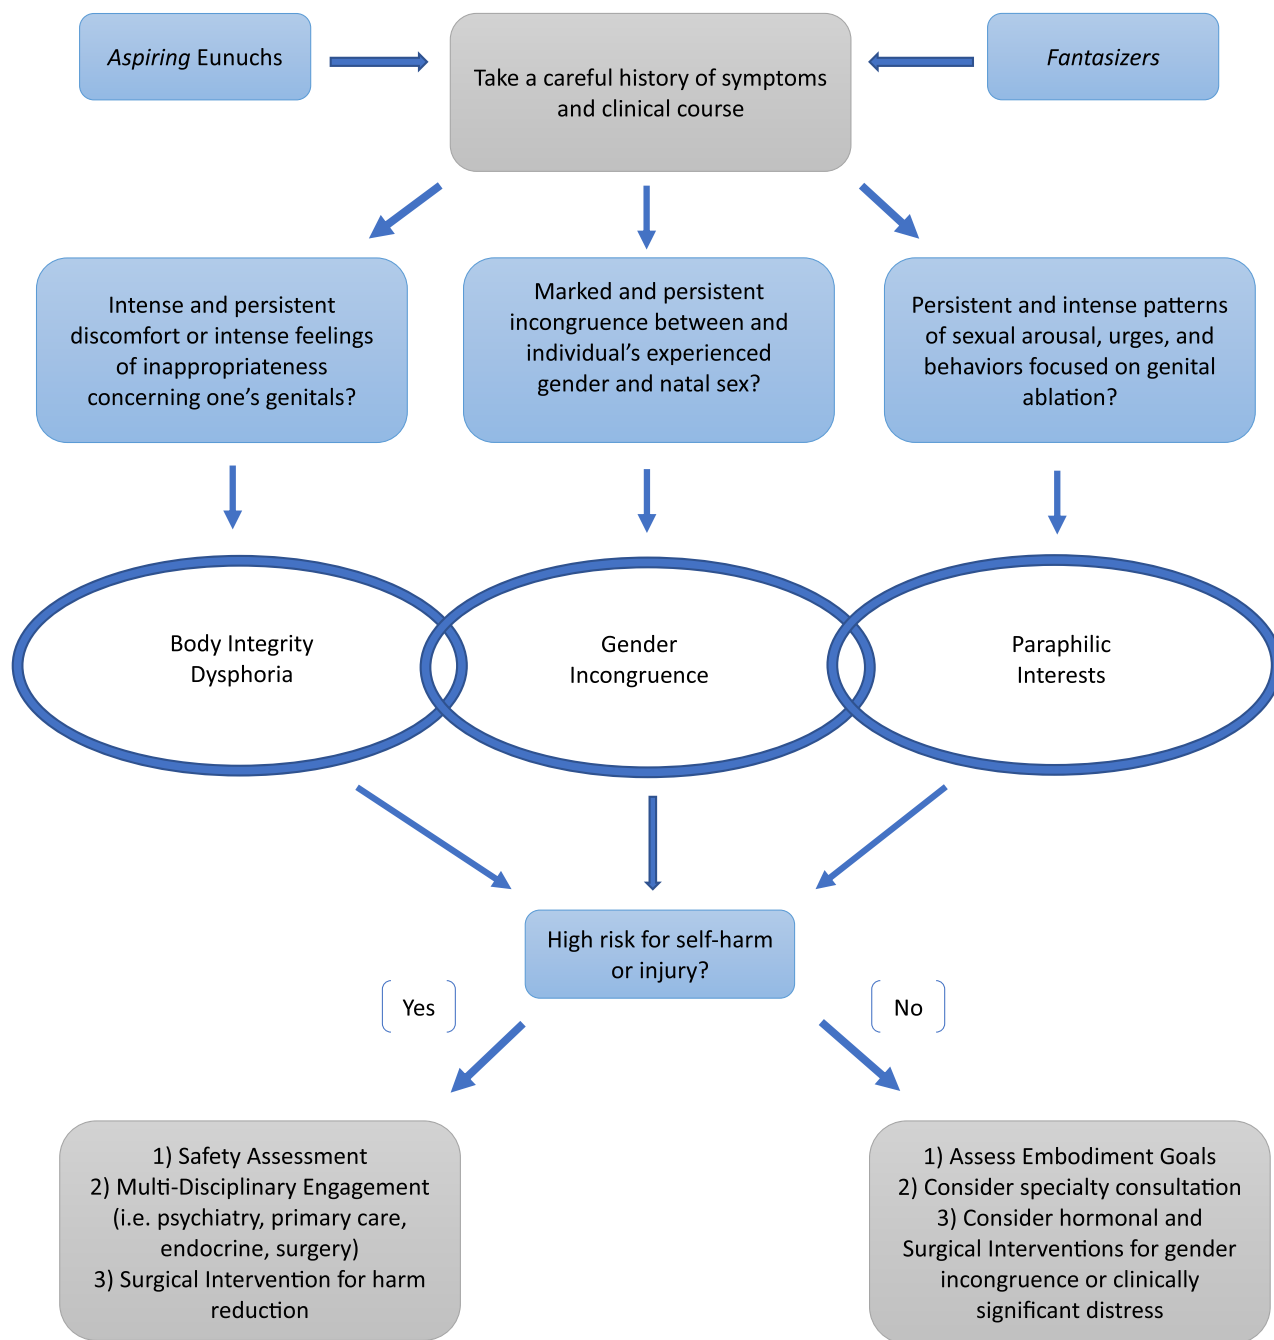 Aspiring Eunuchs
Take a careful history of symptoms
and clinical course
Fantasizers
Intense and persistent
discomfort or intense feelings
of inappropriateness
concerning one’s genitals?
Marked and persistent
incongruence between and
individual’s experienced
gender and natal sex?
Persistent and intense patterns
of sexual arousal, urges, and
behaviors focused on genital
ablation?
Body Integrity
Dysphoria
Gender
Incongruence
Paraphilic
Interests
High risk for self-harm
or injury?
Yes
No
1) Safety Assessment
2) Multi-Disciplinary Engagement
(i.e. psychiatry, primary care,
endocrine, surgery)
3) Surgical Intervention for harm
reduction
1) Assess Embodiment Goals
2) Consider specialty consultation
3) Consider hormonal and
Surgical Interventions for gender
incongruence or clinically
significant distress